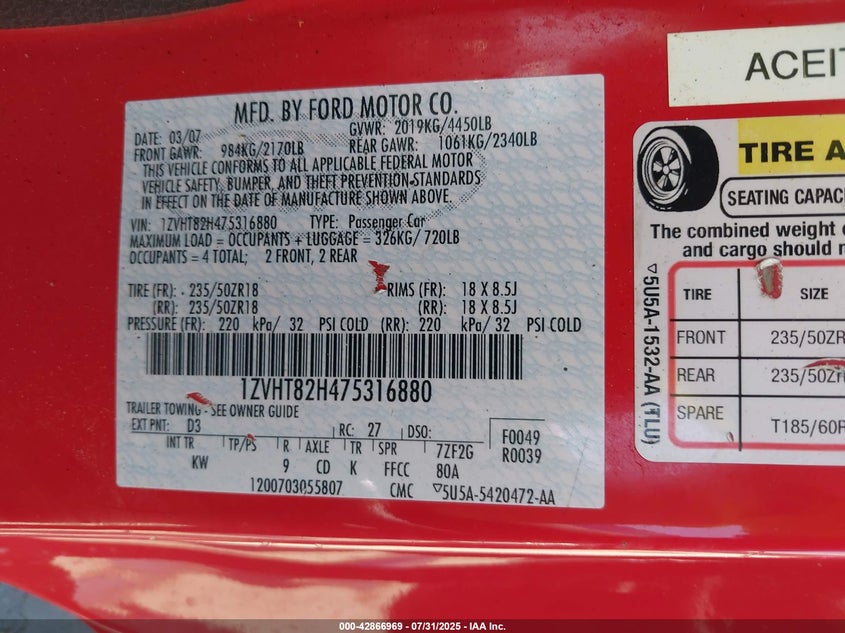 MFD. BY FORD MOTOR CO.
DATE: 03/07 GVWR: 2019KG/4450LB
FRONT GAWR: 984KG/2170LB REAR GAWR: 1061KG/2340LB
THIS VEHICLE CONFORMS TO ALL APPLICABLE FEDERAL MOTOR
VEHICLE SAFETY, BUMPER, AND THEFT PREVENTION STANDARDS
IN EFFECT ON THE DATE OF MANUFACTURE SHOWN ABOVE.
VIN: 1ZVHT82H475316880 TYPE: Passenger Car
MAXIMUM LOAD = OCCUPANTS + LUGGAGE = 326KG/720LB
OCCUPANTS = 4 TOTAL; 2 FRONT, 2 REAR
TIRE (FR): 235/50ZR18 RIMS (FR): 18 X 8.5J
(RR): 235/50ZR18 (RR): 18 X 8.5J
PRESSURE (FR): 220 kPa/ 32 PSI COLD (RR): 220 kPa/ 32 PSI COLD
1ZVHT82H475316880
TRAILER TOWING - SEE OWNER GUIDE
EXT PNT: D3 RC: 27 DSO: F0049
INT TR TP/PS R AXLE TR SPR 7ZF2G R0039
KW 9 CD K FFCC 80A
1200703055807 CMC ▽5U5A-5420472-AA
ACEIT
TIRE A
SEATING CAPAC
The combined weight o
and cargo should n
TIRE SIZE
FRONT 235/50ZR
REAR 235/50ZR
SPARE T185/60R
▽5U5A-1532-AA (TLU)
000-42866969 - 07/31/2025 - IAA Inc.